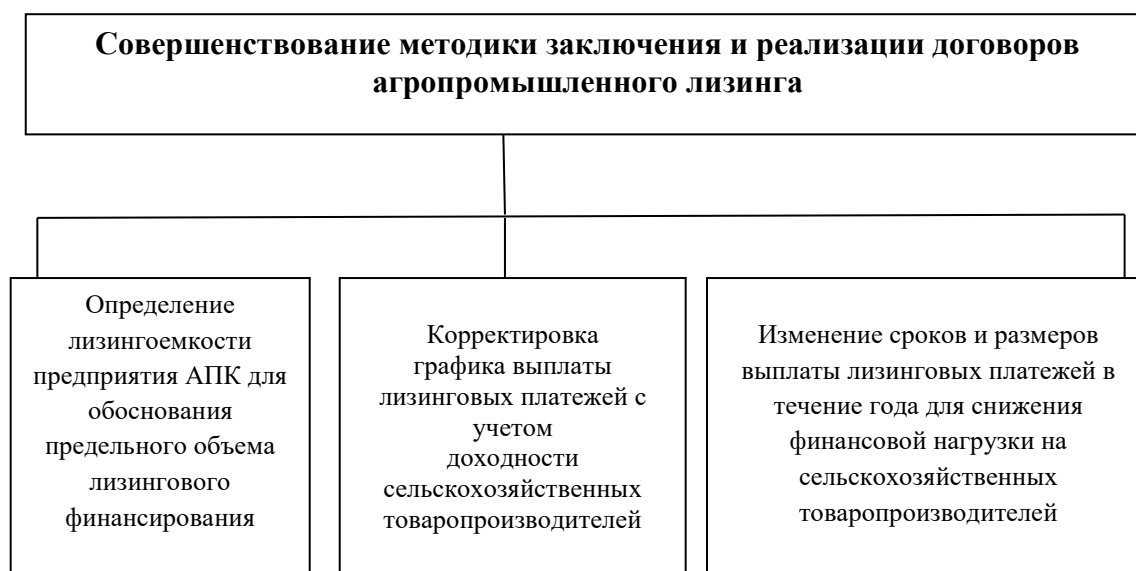 Совершенствование методики заключения и реализации договоров
агропромышленного лизинга
Определение
лизингоемкости
предприятия АПК для
обоснования
предельного объема
лизингового
финансирования
Корректировка
графика выплаты
лизинговых платежей с
учетом
доходности
сельскохозяйственных
товаропроизводителей
Изменение сроков и размеров
выплаты лизинговых платежей в
течение года для снижения
финансовой нагрузки на
сельскохозяйственных
товаропроизводителей